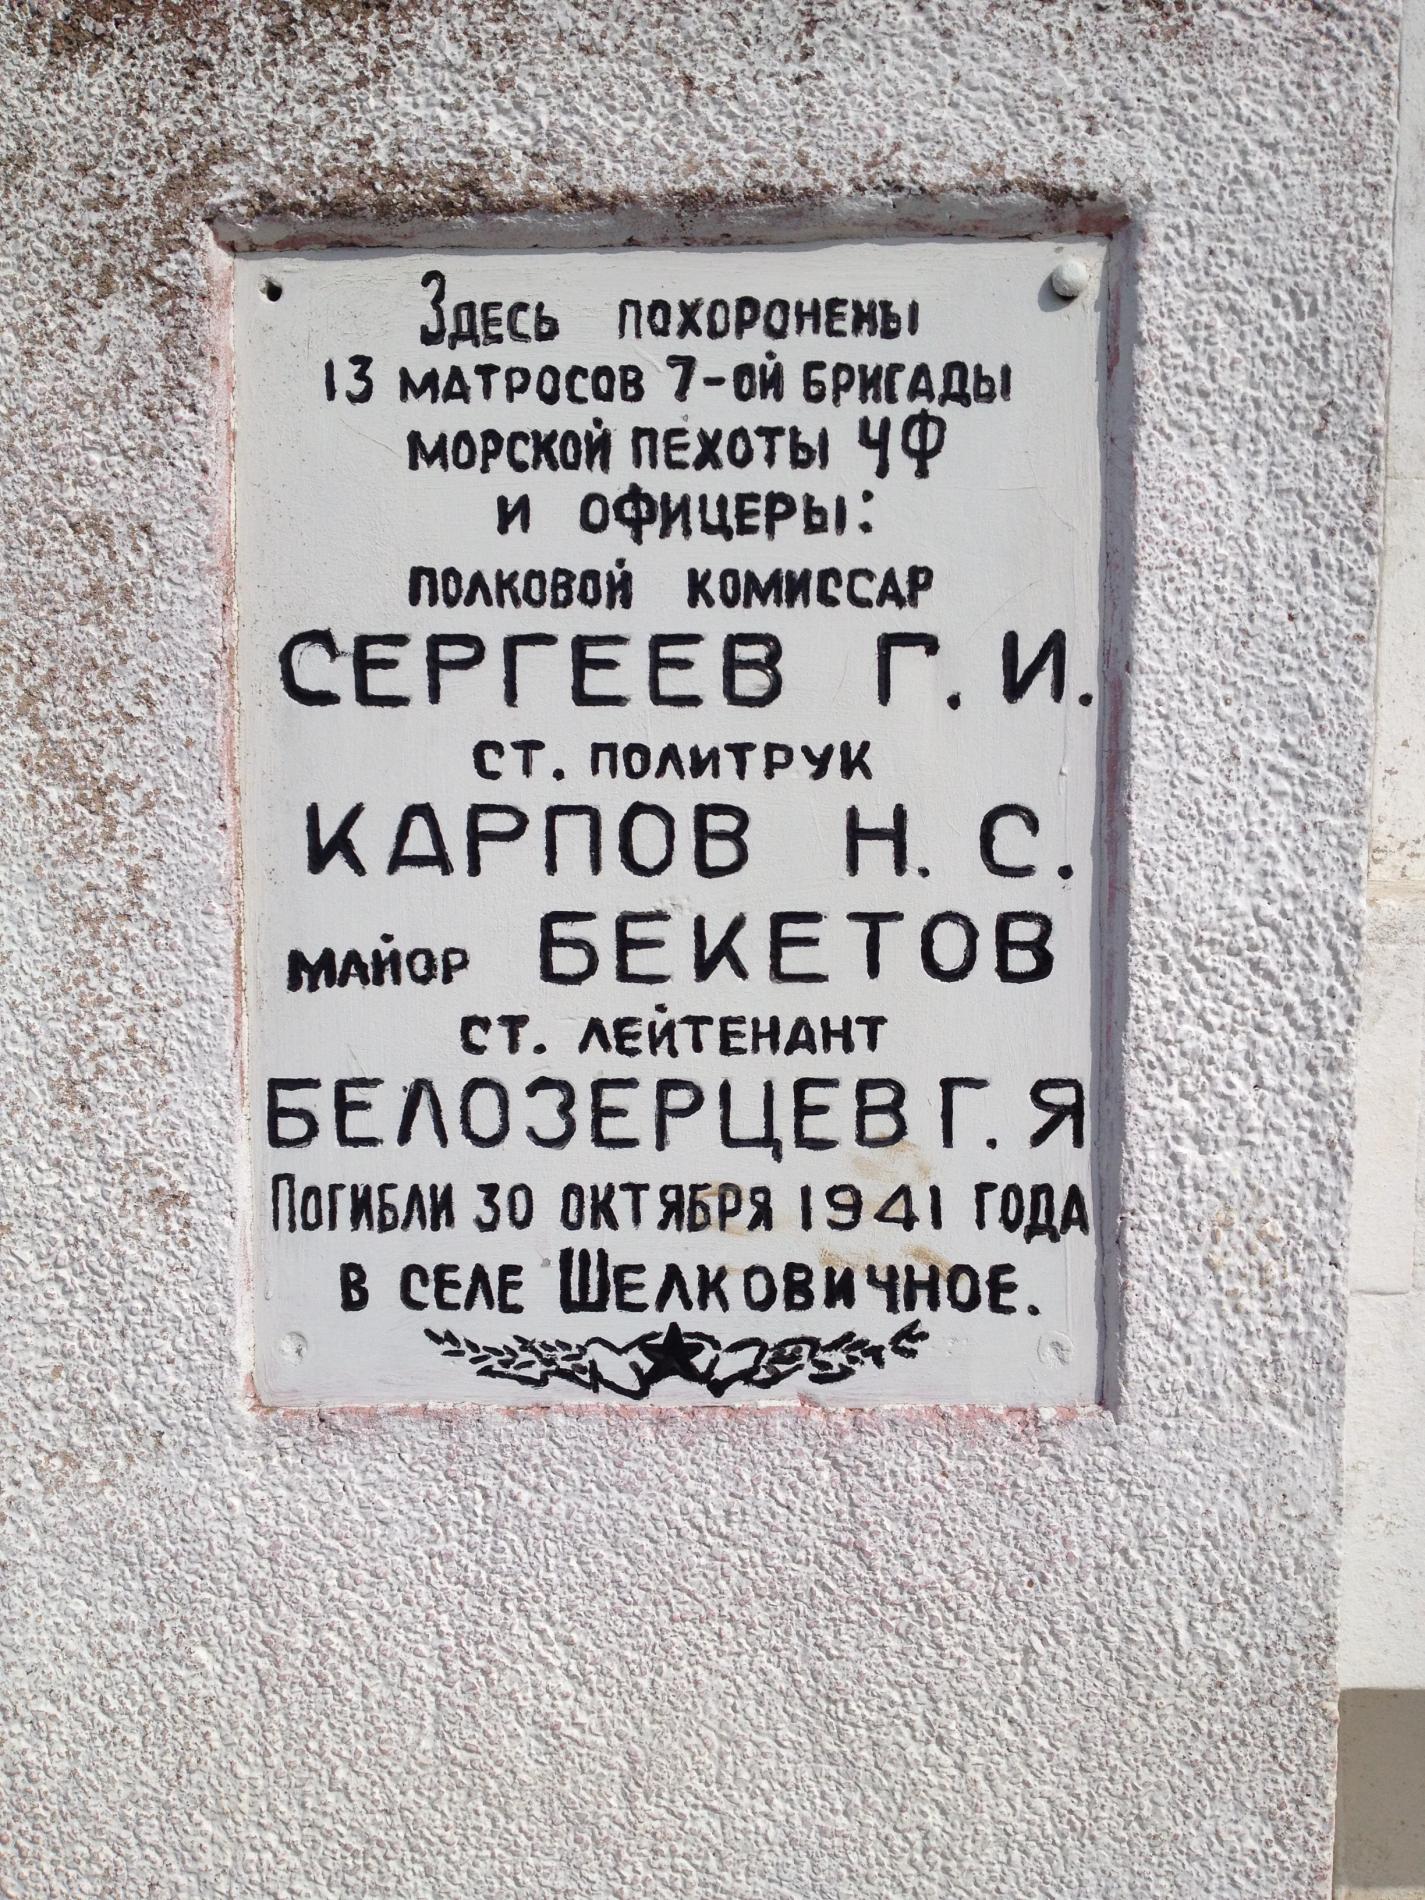 Здесь похоронены
13 матросов 7-ой бригады
морской пехоты ЧФ
и офицеры:
полковой комиссар
СЕРГЕЕВ Г. И.
ст. политрук
КАРПОВ Н. С.
майор БЕКЕТОВ
ст. лейтенант
БЕЛОЗЕРЦЕВ Г. Я
Погибли 30 октября 1941 года
в селе Шелковичное.